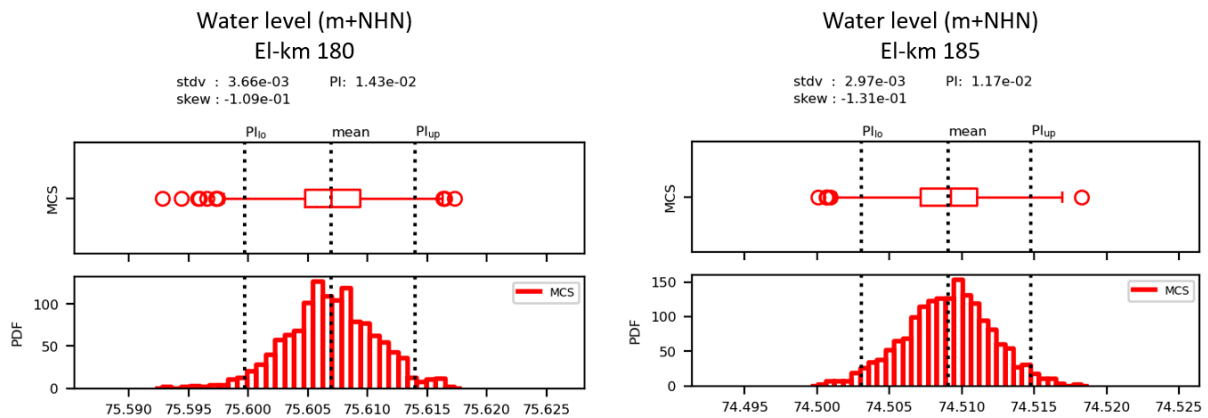 Water level (m+NHN)
El-km 180
stdv : 3.66e-03 PI: 1.43e-02
skew : -1.09e-01
PIlo mean PIup
MCS
100
50
0
PDF
MCS
75.590 75.595 75.600 75.605 75.610 75.615 75.620 75.625
Water level (m+NHN)
El-km 185
stdv : 2.97e-03 PI: 1.17e-02
skew : -1.31e-01
PIlo mean PIup
MCS
150
100
50
0
PDF
MCS
74.495 74.500 74.505 74.510 74.515 74.520